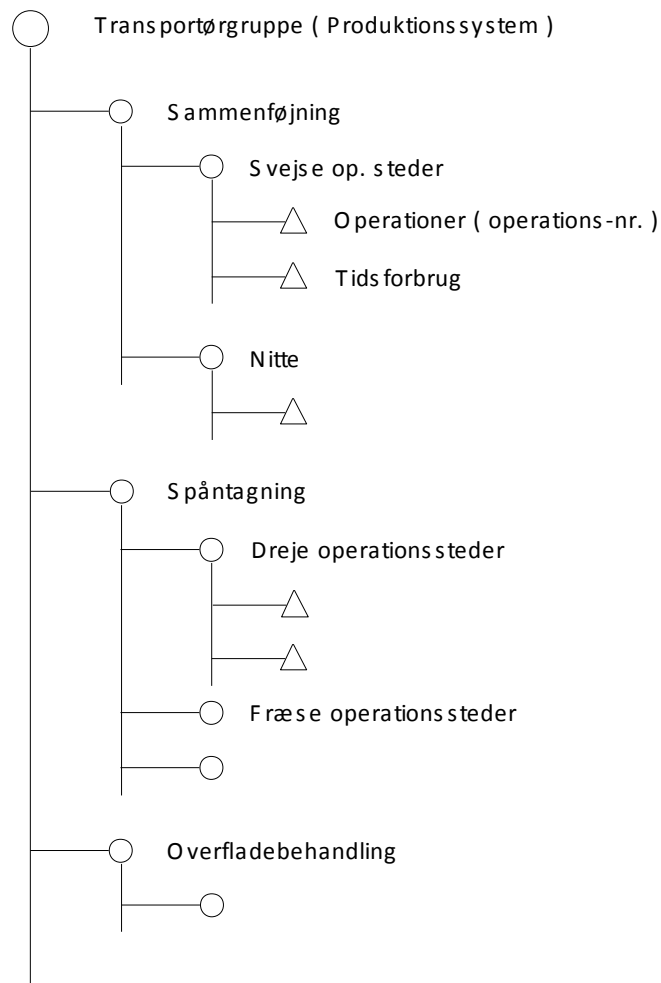 Transportørgruppe ( Produktionssystem )
Sammenføjning
Svejse op. steder
Operationer ( operations-nr. )
Tidsforbrug
Nitte
Spåntagning
Dreje operationssteder
Fræse operationssteder
Overfladebehandling